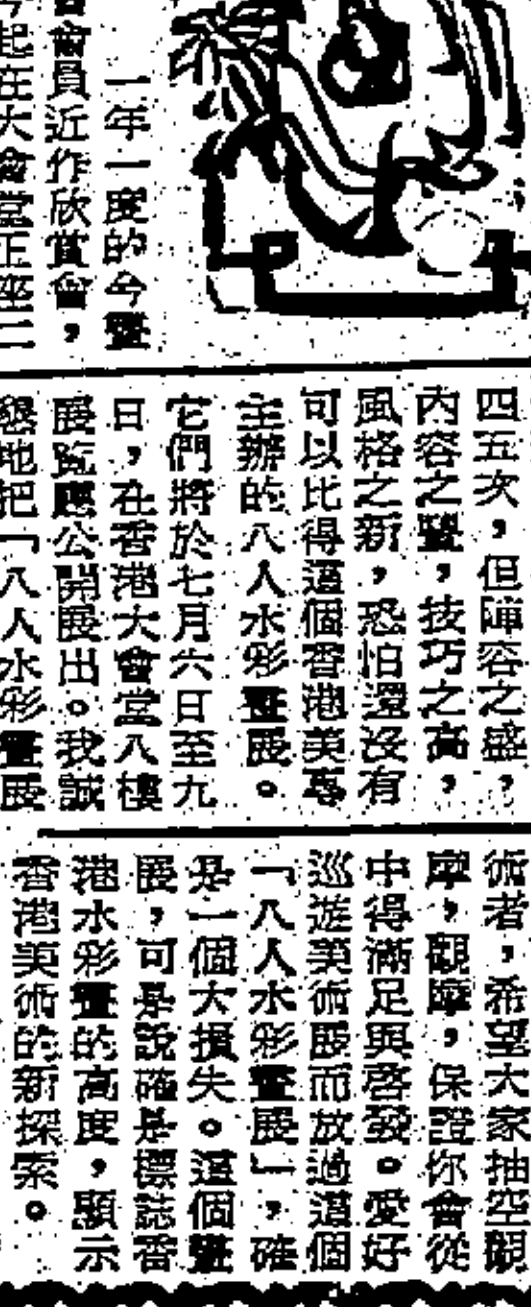 一年一度的今畫
會會員近作欣賞會，
今起在大會堂正座二
四五次，但陣容之盛，
內容之豐，技巧之高，
風格之新，恐怕還沒有
可以比得這個香港美專
主辦的八人水彩畫展。
它們將於七月六日至九
日，在香港大會堂八樓
展覽廳公開展出。我誠
懇地把「八人水彩畫展
術者，希望大家抽空觀
摩，觀摩，保證你會從
中得滿足與啓發。愛好
巡遊美術展而放過這個
「八人水彩畫展」，確
是一個大損失。這個畫
展，可是說確是標誌香
港水彩畫的高度，顯示
香港美術的新探索。